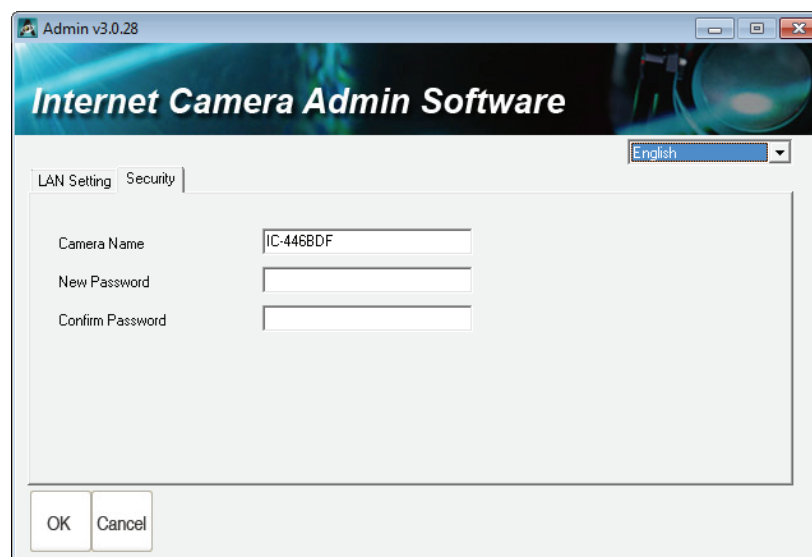 Admin v3.0.28
Internet Camera Admin Software
English
LAN Setting Security
Camera Name IC-446BDF
New Password
Confirm Password
OK Cancel